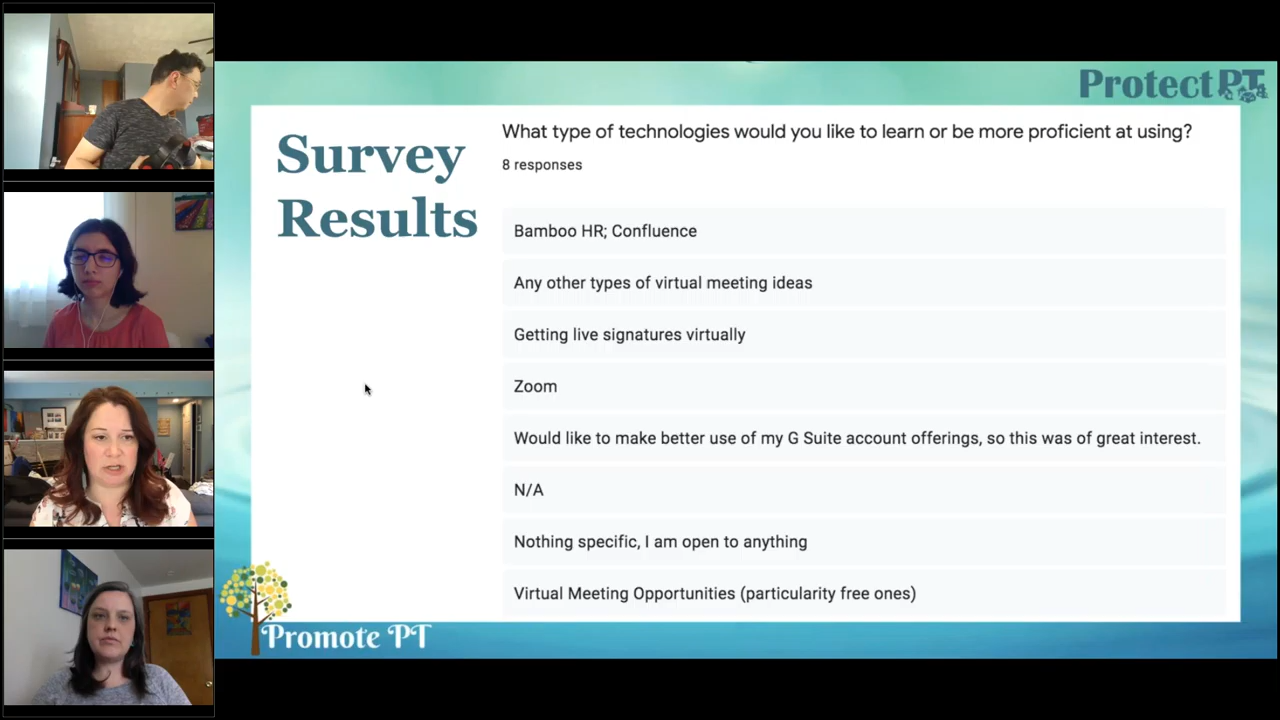 ProtectPT
Survey
Results
What type of technologies would you like to learn or be more proficient at using?
8 responses
Bamboo HR; Confluence
Any other types of virtual meeting ideas
Getting live signatures virtually
Zoom
Would like to make better use of my G Suite account offerings, so this was of great interest.
N/A
Nothing specific, I am open to anything
Virtual Meeting Opportunities (particularity free ones)
Promote PT